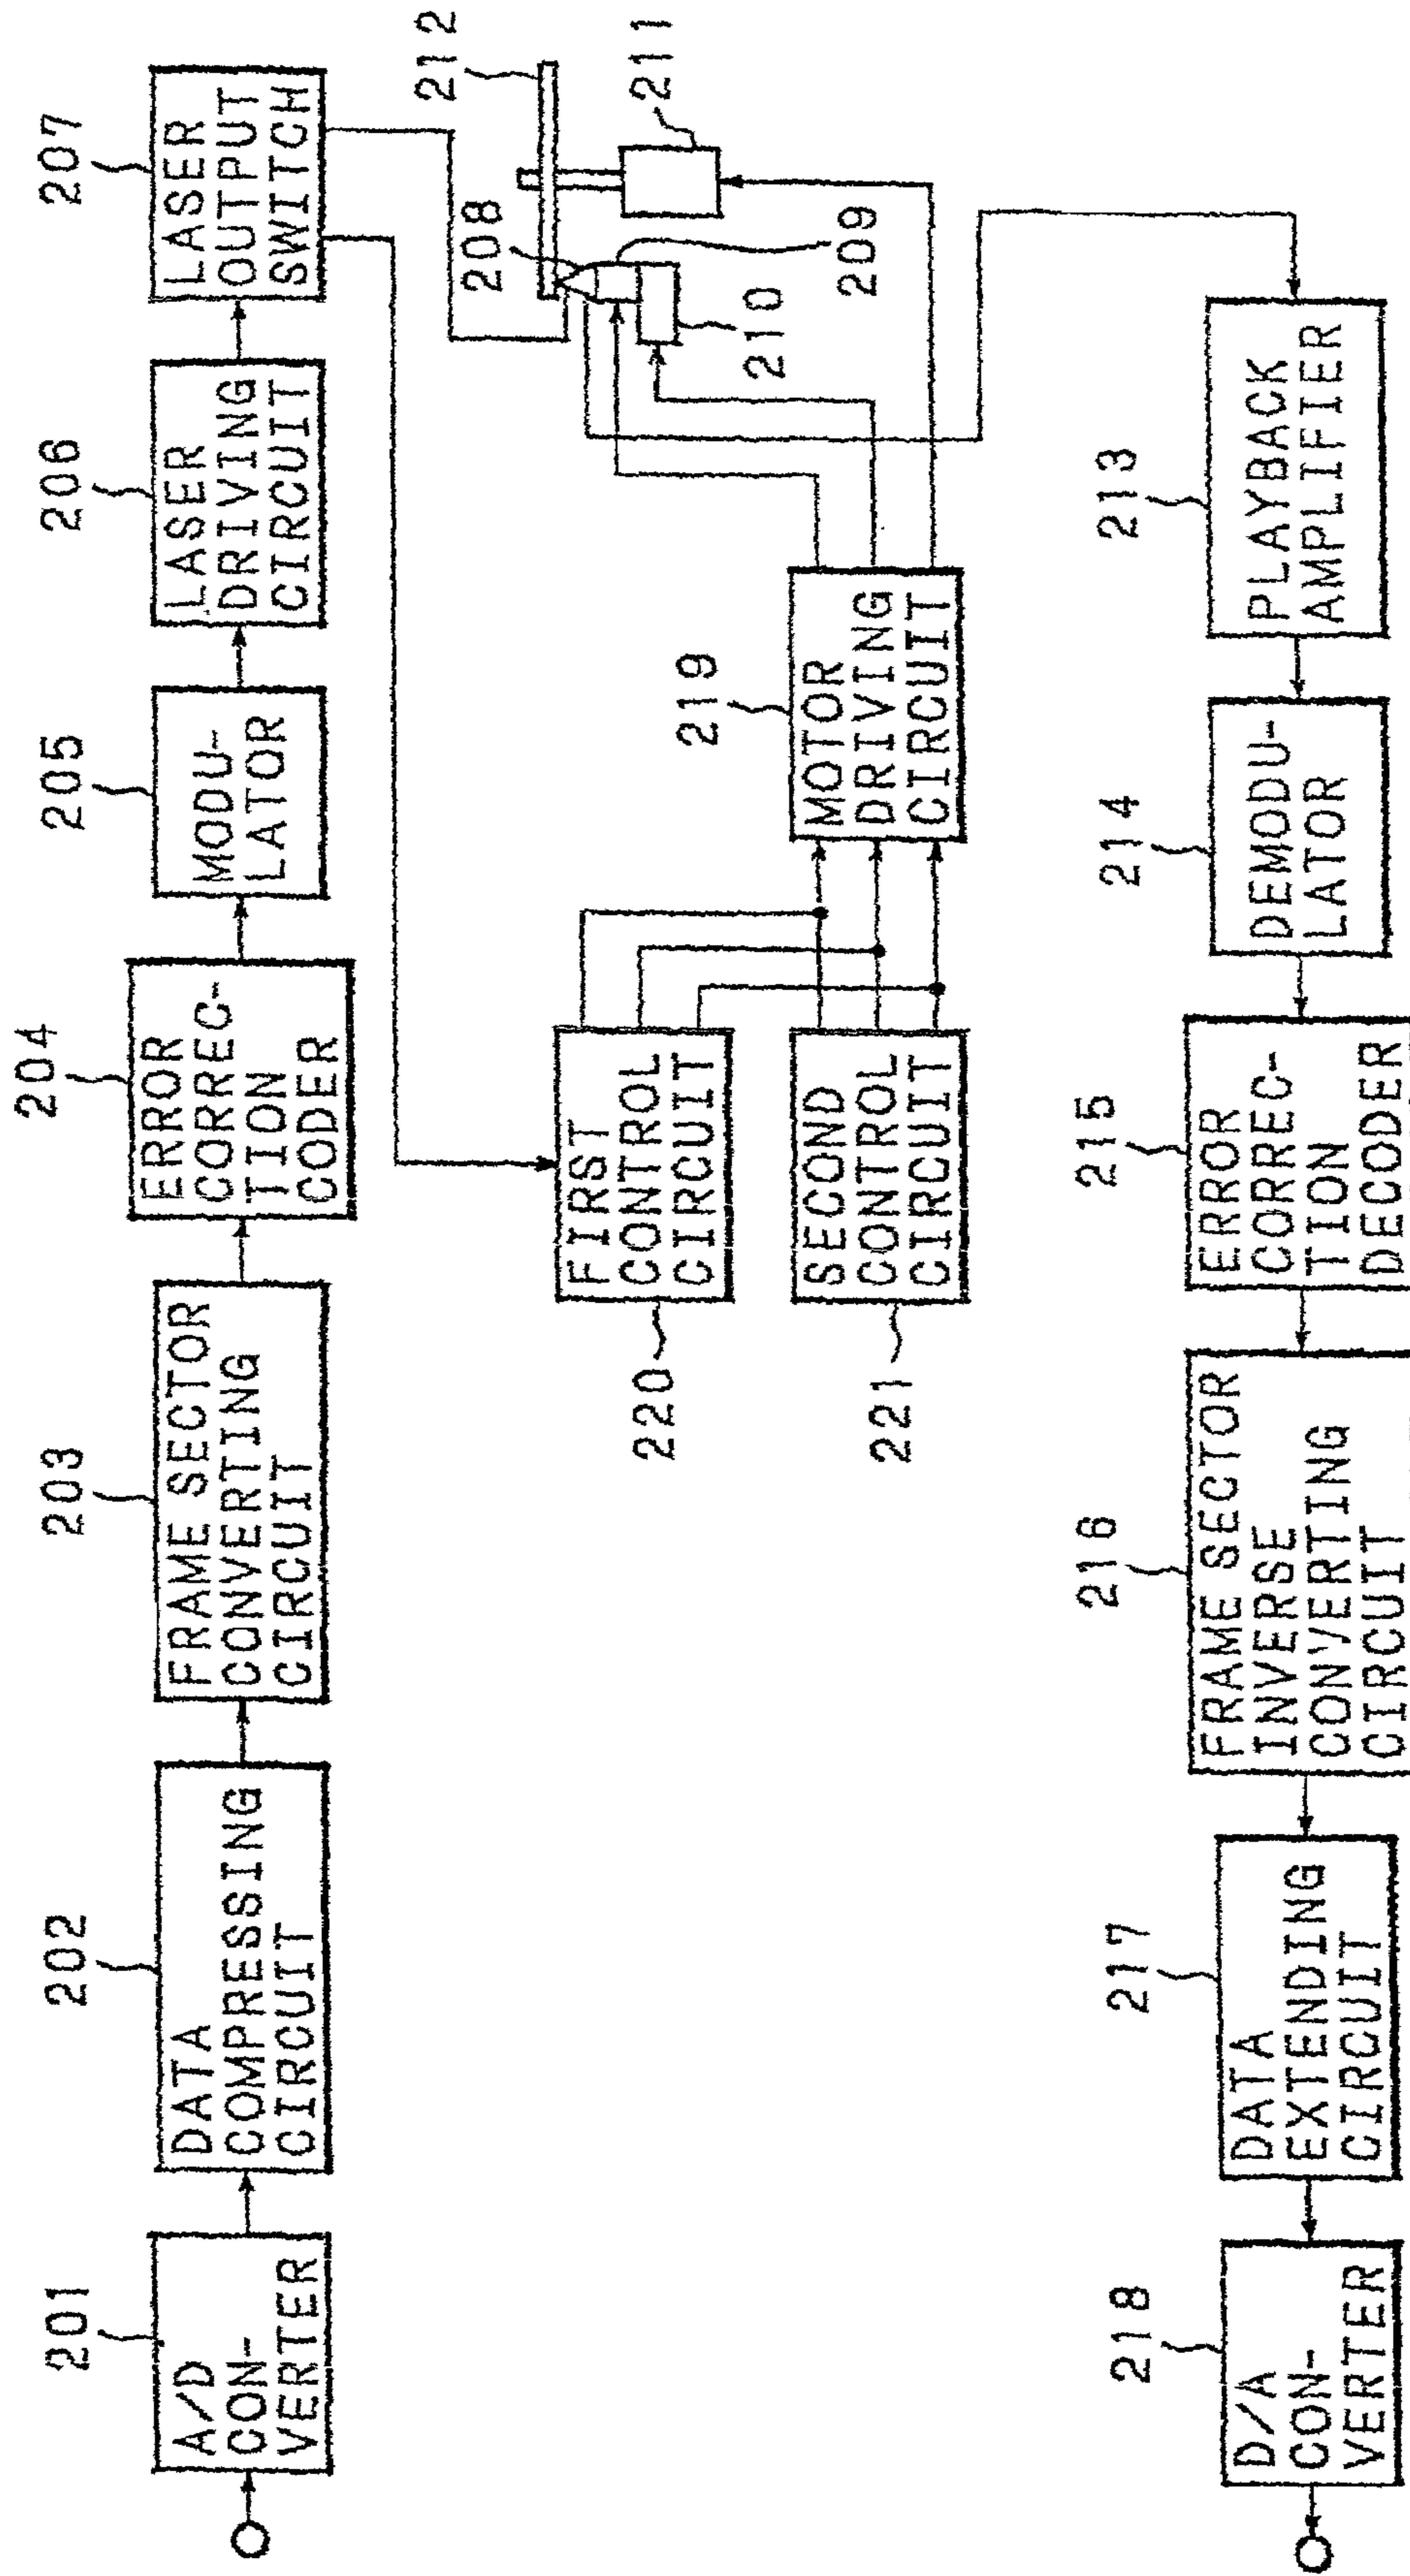 201
A/D
CON-
VERTER
202
DATA
COMPRESSING
CIRCUIT
203
FRAME SECTOR
CONVERTING
CIRCUIT
204
ERROR
CORREC-
TION
CODER
205
MODU-
LATOR
206
LASER
DRIVING
CIRCUIT
207
LASER
OUTPUT
SWITCH
212
208
211
209
210
219
MOTOR
DRIVING
CIRCUIT
FIRST
CONTROL
CIRCUIT
220
SECOND
CONTROL
CIRCUIT
221
218
D/A
CON-
VERTER
217
DATA
EXTENDING
CIRCUIT
216
FRAME SECTOR
INVERSE
CONVERTING
CIRCUIT
215
ERROR
CORREC-
TION
DECODER
214
DEMODU-
LATOR
213
PLAYBACK
AMPLIFIER